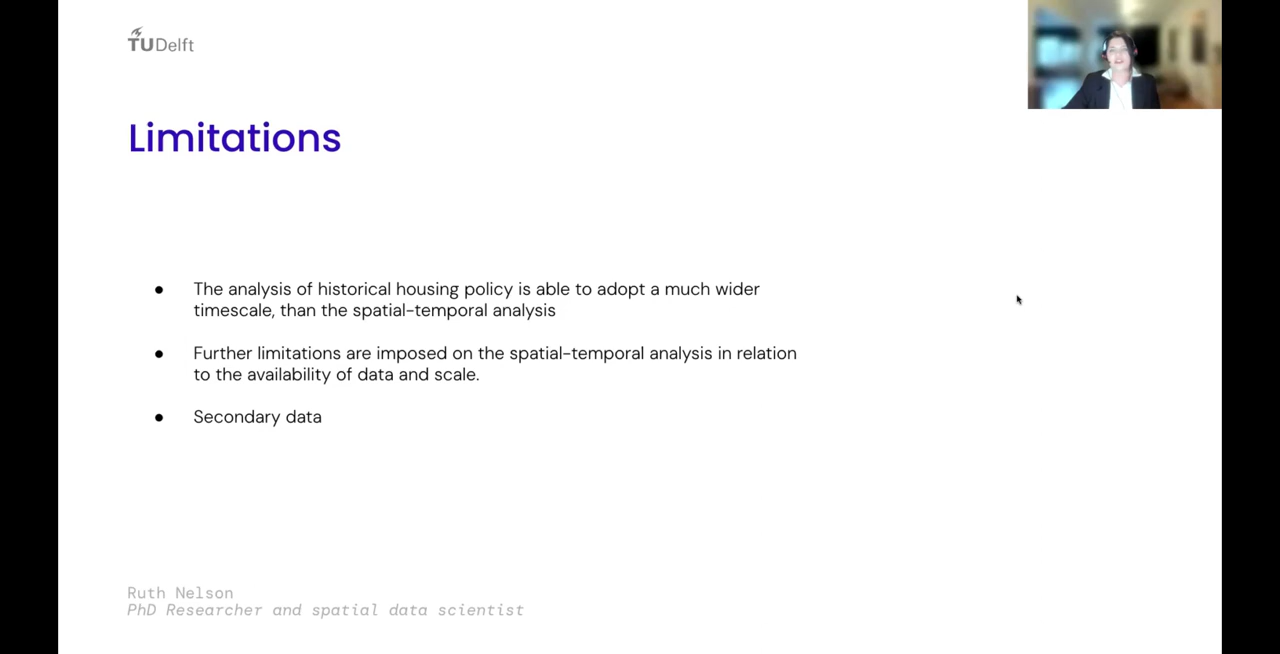 TUDelft
Limitations
● The analysis of historical housing policy is able to adopt a much wider
timescale, than the spatial-temporal analysis
● Further limitations are imposed on the spatial-temporal analysis in relation
to the availability of data and scale.
● Secondary data
Ruth Nelson
PhD Researcher and spatial data scientist